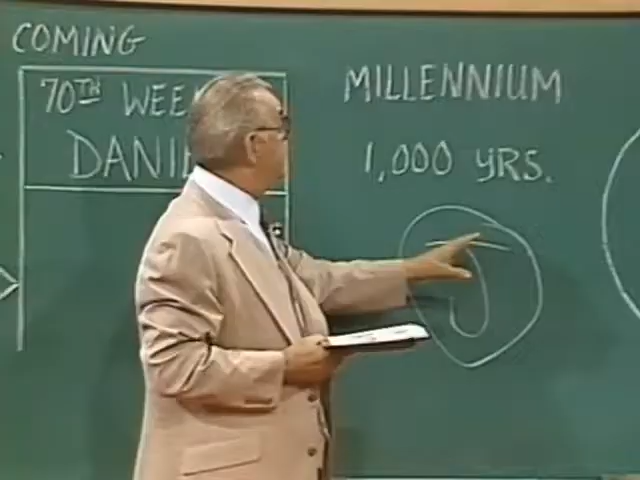 COMING
70TH WEE
DANI
MILLENNIUM
1,000 YRS.
J